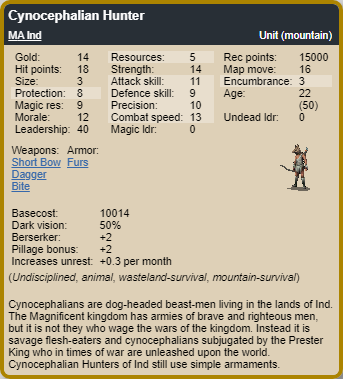 Cynocephalian Hunter
MA Ind Unit (mountain)
Gold: 14 Resources: 5 Rec points: 15000
Hit points: 18 Strength: 14 Map move: 16
Size: 3 Attack skill: 11 Encumbrance: 3
Protection: 8 Defence skill: 9 Age: 22
Magic res: 9 Precision: 10 (50)
Morale: 12 Combat speed: 13 Undead ldr: 0
Leadership: 40 Magic ldr: 0
Weapons: Armor:
Short Bow Furs
Dagger
Bite
Basecost: 10014
Dark vision: 50%
Berserker: +2
Pillage bonus: +2
Increases unrest: +0.3 per month
(Undisciplined, animal, wasteland-survival, mountain-survival)
Cynocephalians are dog-headed beast-men living in the lands of Ind.
The Magnificent kingdom has armies of brave and righteous men,
but it is not they who wage the wars of the kingdom. Instead it is
savage flesh-eaters and cynocephalians subjugated by the Prester
King who in times of war are unleashed upon the world.
Cynocephalian Hunters of Ind still use simple armaments.